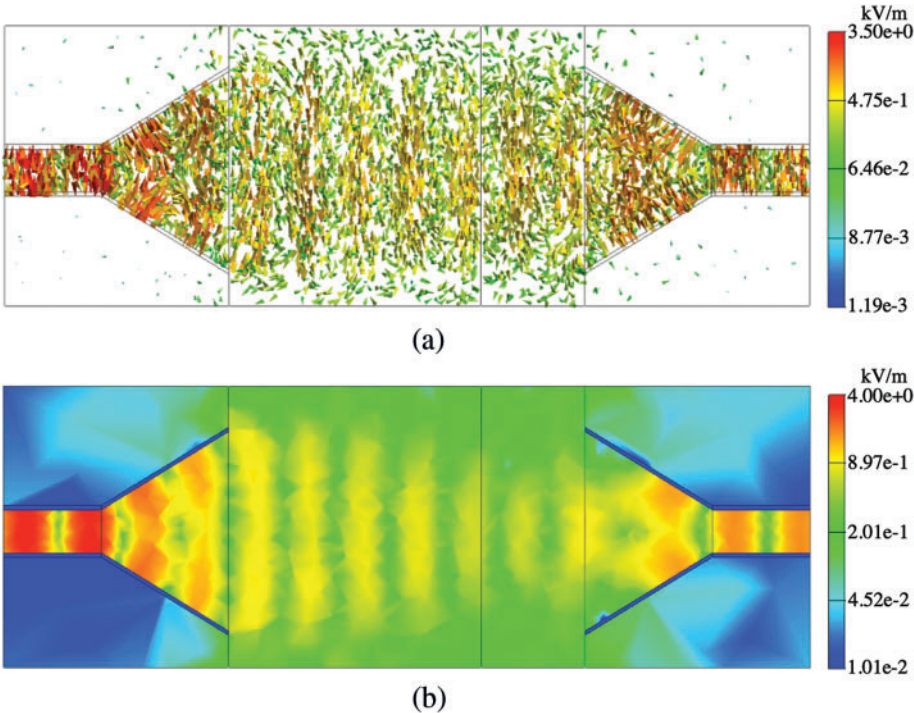 kV/m
3.50e+0
4.75e-1
6.46e-2
8.77e-3
1.19e-3
(a)
kV/m
4.00e+0
8.97e-1
2.01e-1
4.52e-2
1.01e-2
(b)